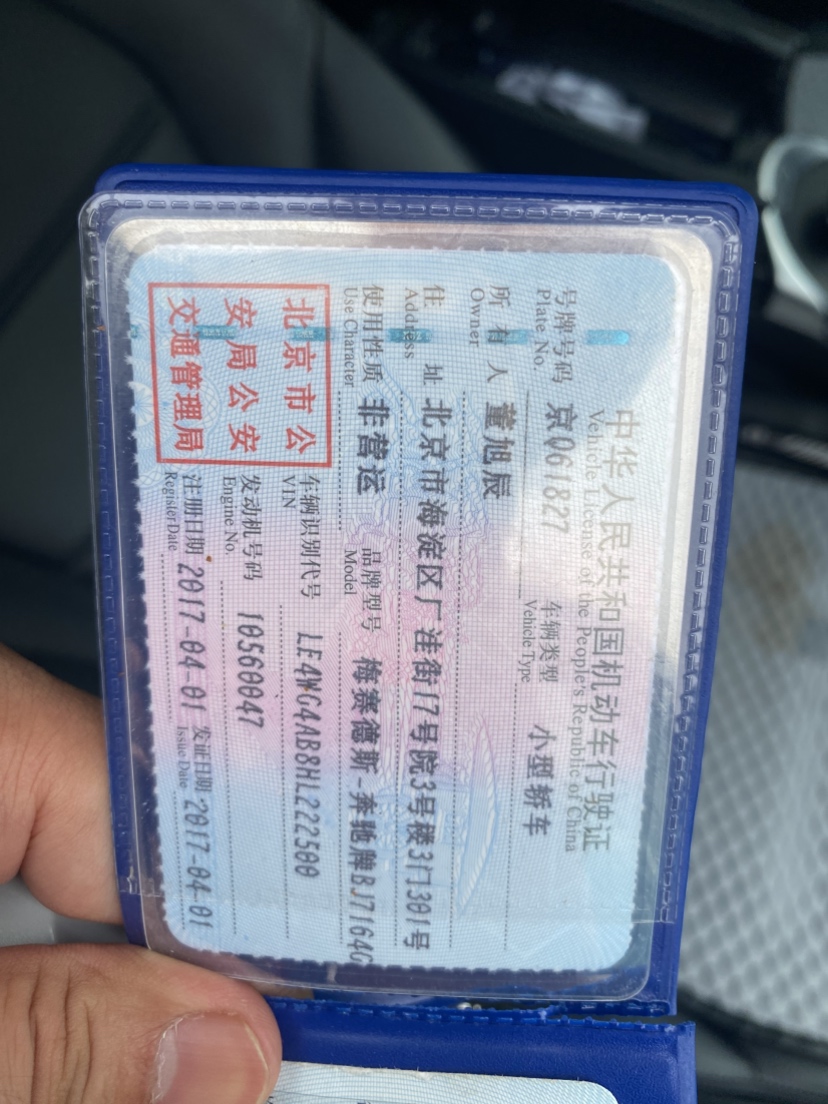 中华人民共和国机动车行驶证
Vehicle License of the People's Republic of China
号牌号码 京Q61827 车辆类型 小型轿车
Plate No. Vehicle Type
所有人 董旭辰
Owner
住址 北京市海淀区厂洼街17号院3号楼3门301号
Address
使用性质 非营运 品牌型号 梅赛德斯-奔驰牌BJ7164G
Use Character Model
北京市公
安局公安
交通管理局
车辆识别代号 LE4WG4AB8HL222500
VIN
发动机号码 10560047
Engine No.
注册日期 2017-04-01 发证日期 2017-04-01
Register Date Issue Date